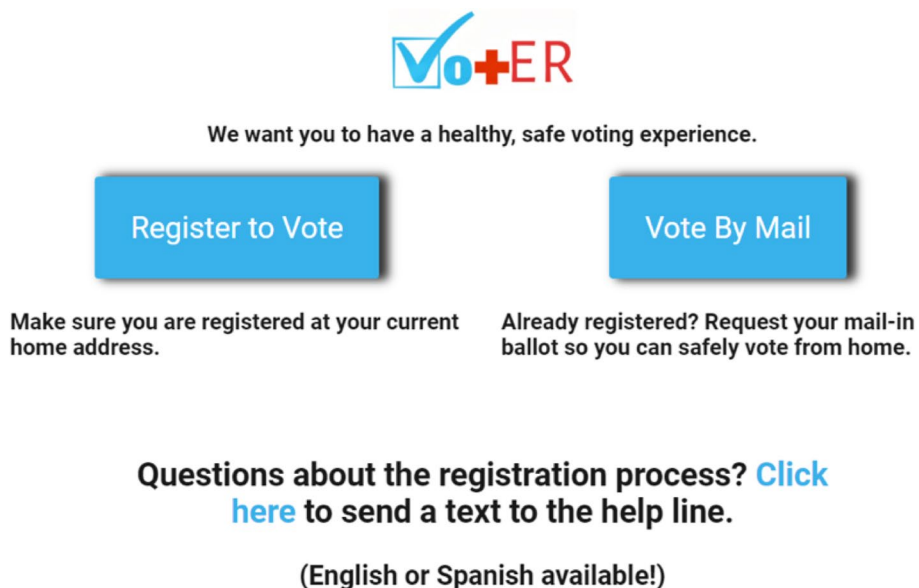 Vo+ER
We want you to have a healthy, safe voting experience.
Register to Vote
Vote By Mail
Make sure you are registered at your current
home address.
Already registered? Request your mail-in
ballot so you can safely vote from home.
Questions about the registration process? Click
here to send a text to the help line.
(English or Spanish available!)